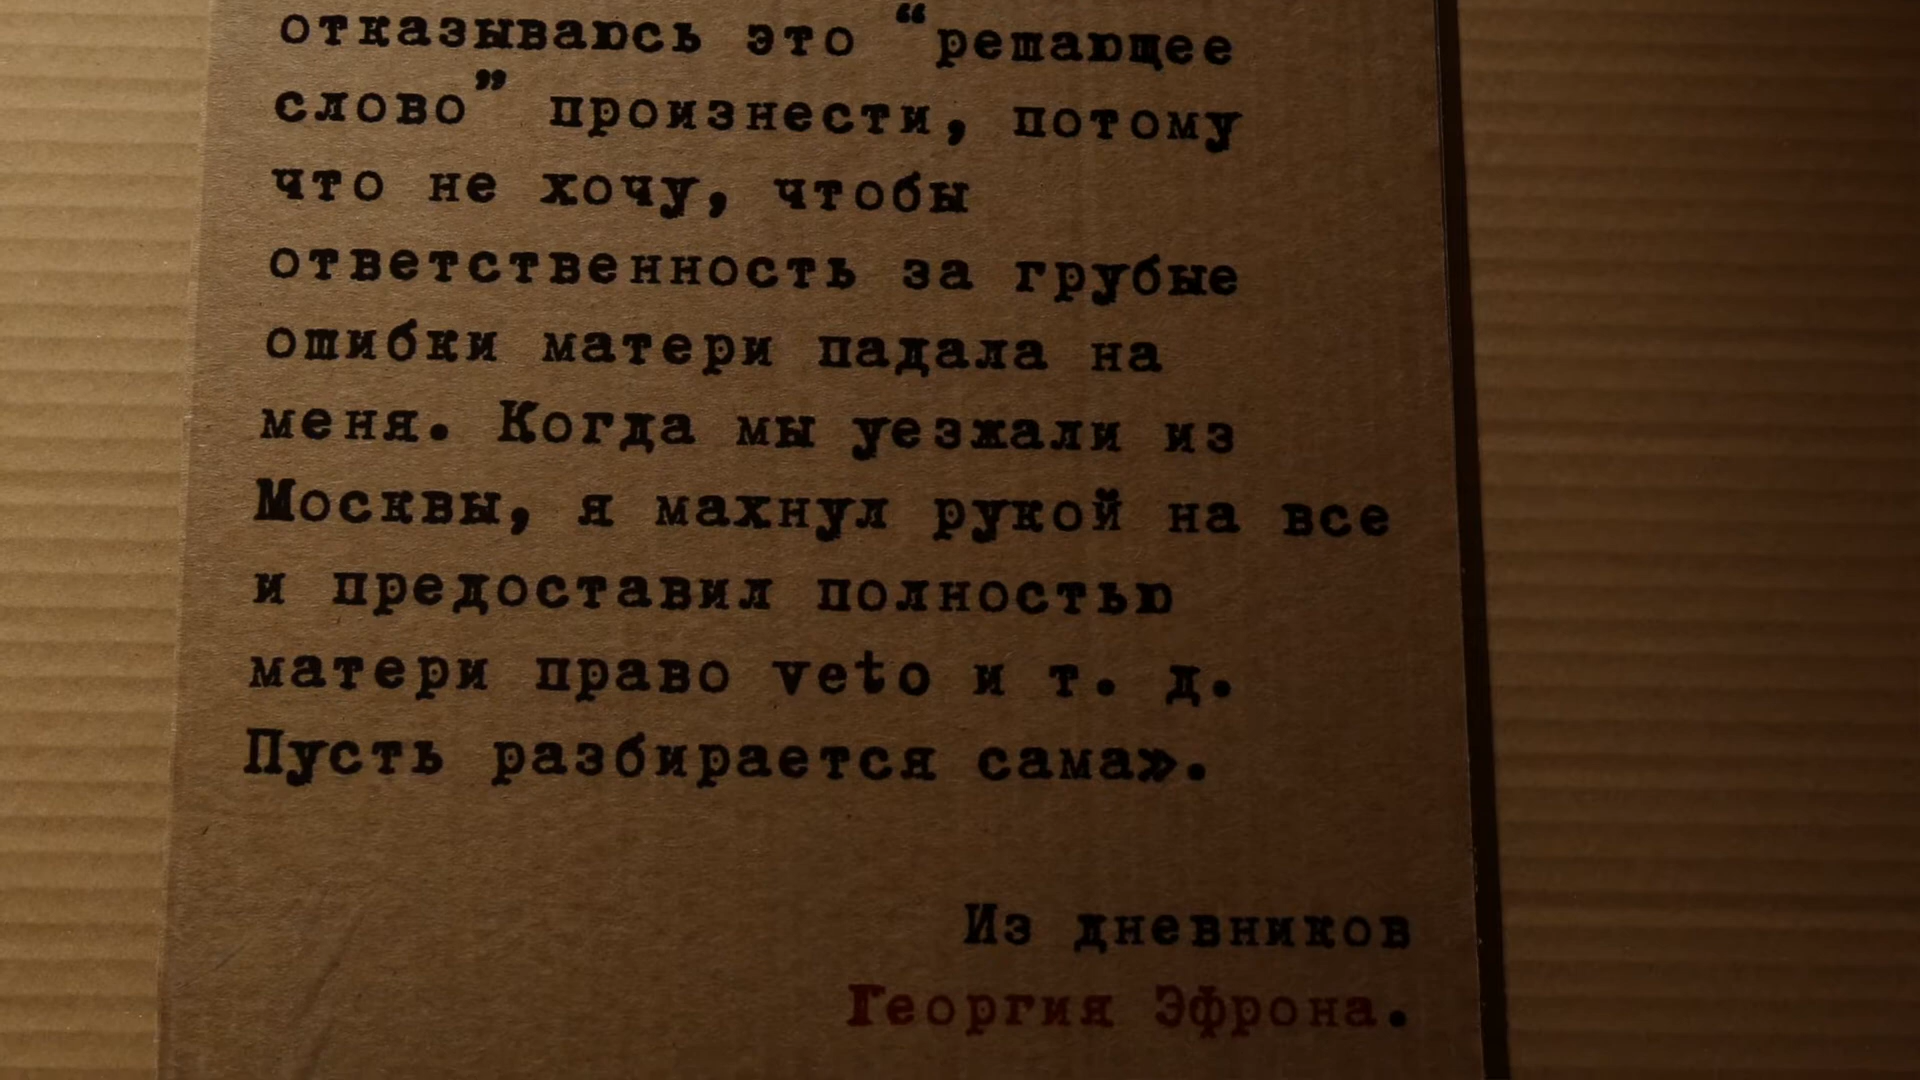 отказываюсь это “решающее
слово” произнести, потому
что не хочу, чтобы
ответственность за грубые
ошибки матери падала на
меня. Когда мы уезжали из
Москвы, я махнул рукой на все
и предоставил полностью
матери право veto и т. д.
Пусть разбирается сама».
Из дневников
Георгия Эфрона.